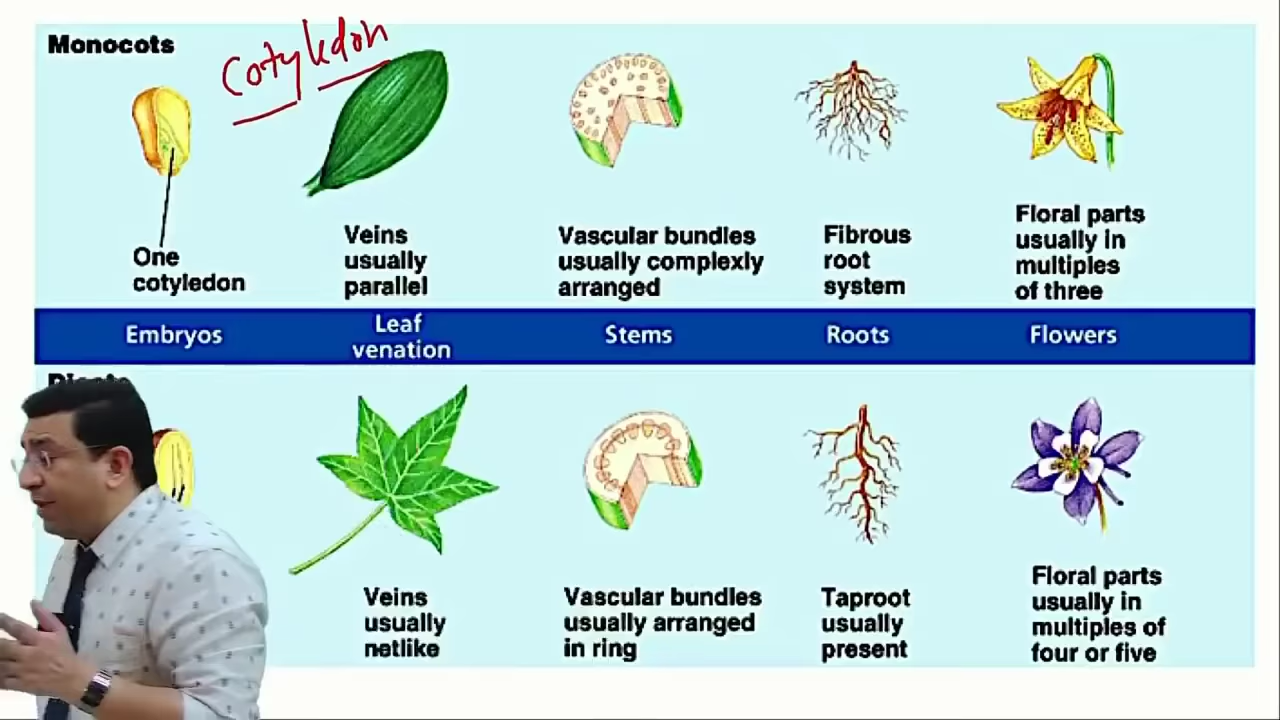 Monocots
Cotyledon
One
cotyledon
Veins
usually
parallel
Vascular bundles
usually complexly
arranged
Fibrous
root
system
Floral parts
usually in
multiples
of three
Embryos
Leaf
venation
Stems
Roots
Flowers
Veins
usually
netlike
Vascular bundles
usually arranged
in ring
Taproot
usually
present
Floral parts
usually in
multiples of
four or five